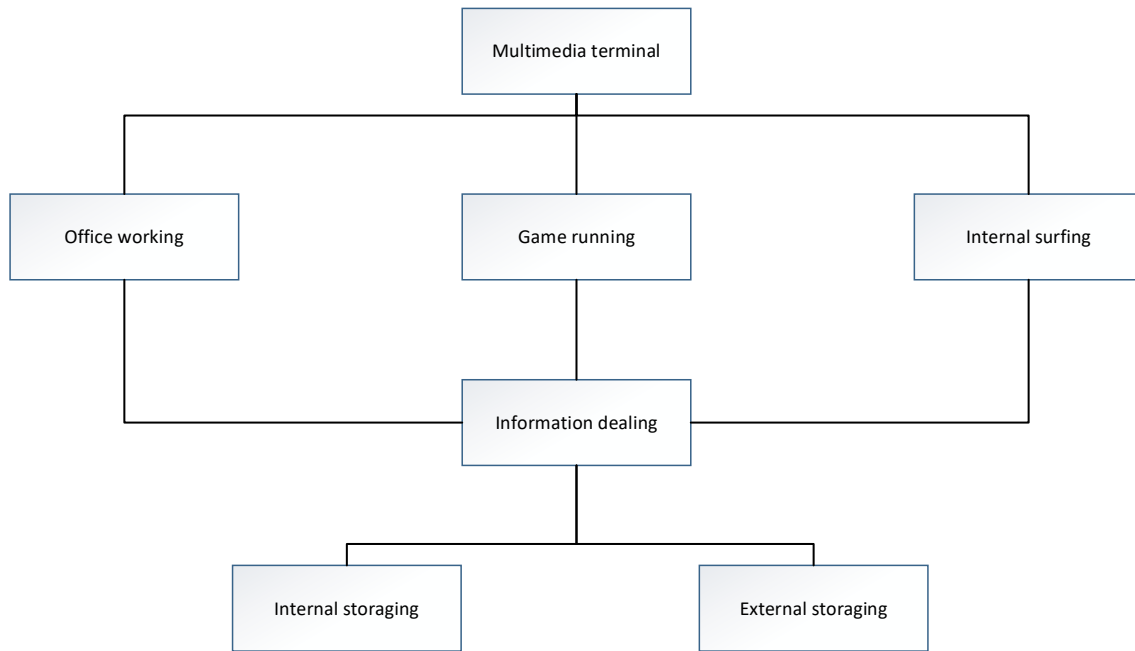 Multimedia terminal
Office working
Game running
Internal surfing
Information dealing
Internal storaging
External storaging